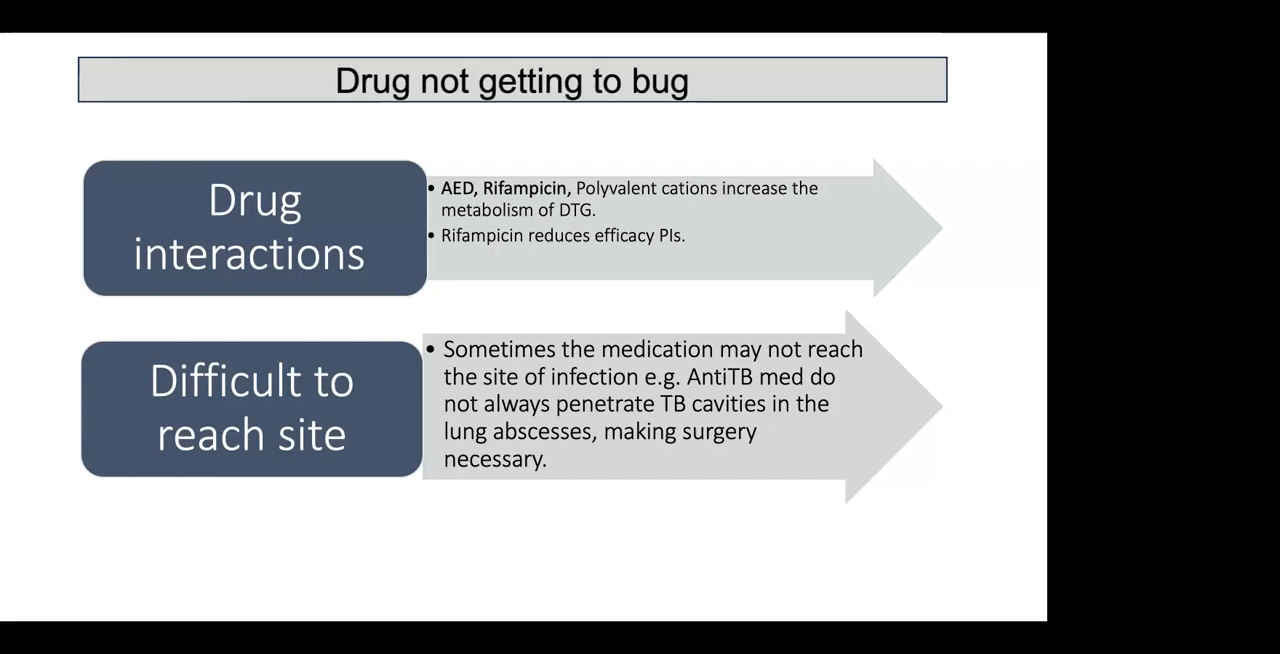 Drug not getting to bug
Drug
interactions
• AED, Rifampicin, Polyvalent cations increase the
metabolism of DTG.
• Rifampicin reduces efficacy PIs.
Difficult to
reach site
• Sometimes the medication may not reach
the site of infection e.g. AntiTB med do
not always penetrate TB cavities in the
lung abscesses, making surgery
necessary.